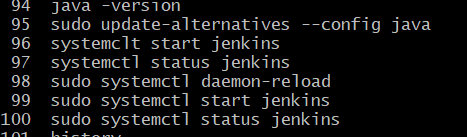 94 java -version
95 sudo update-alternatives --config java
96 systemclt start jenkins
97 systemctl status jenkins
98 sudo systemctl daemon-reload
99 sudo systemctl start jenkins
100 sudo systemctl status jenkins
101 history